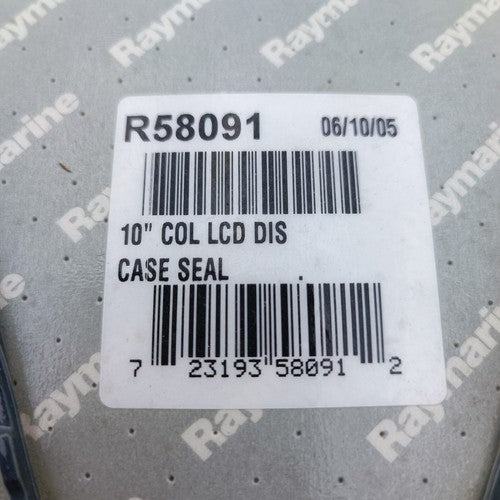 Raymarine
Raymarine
R58091 06/10/05
10" COL LCD DIS
CASE SEAL
7 23193 58091 2
Raymarine
Raymarine
Raymarine